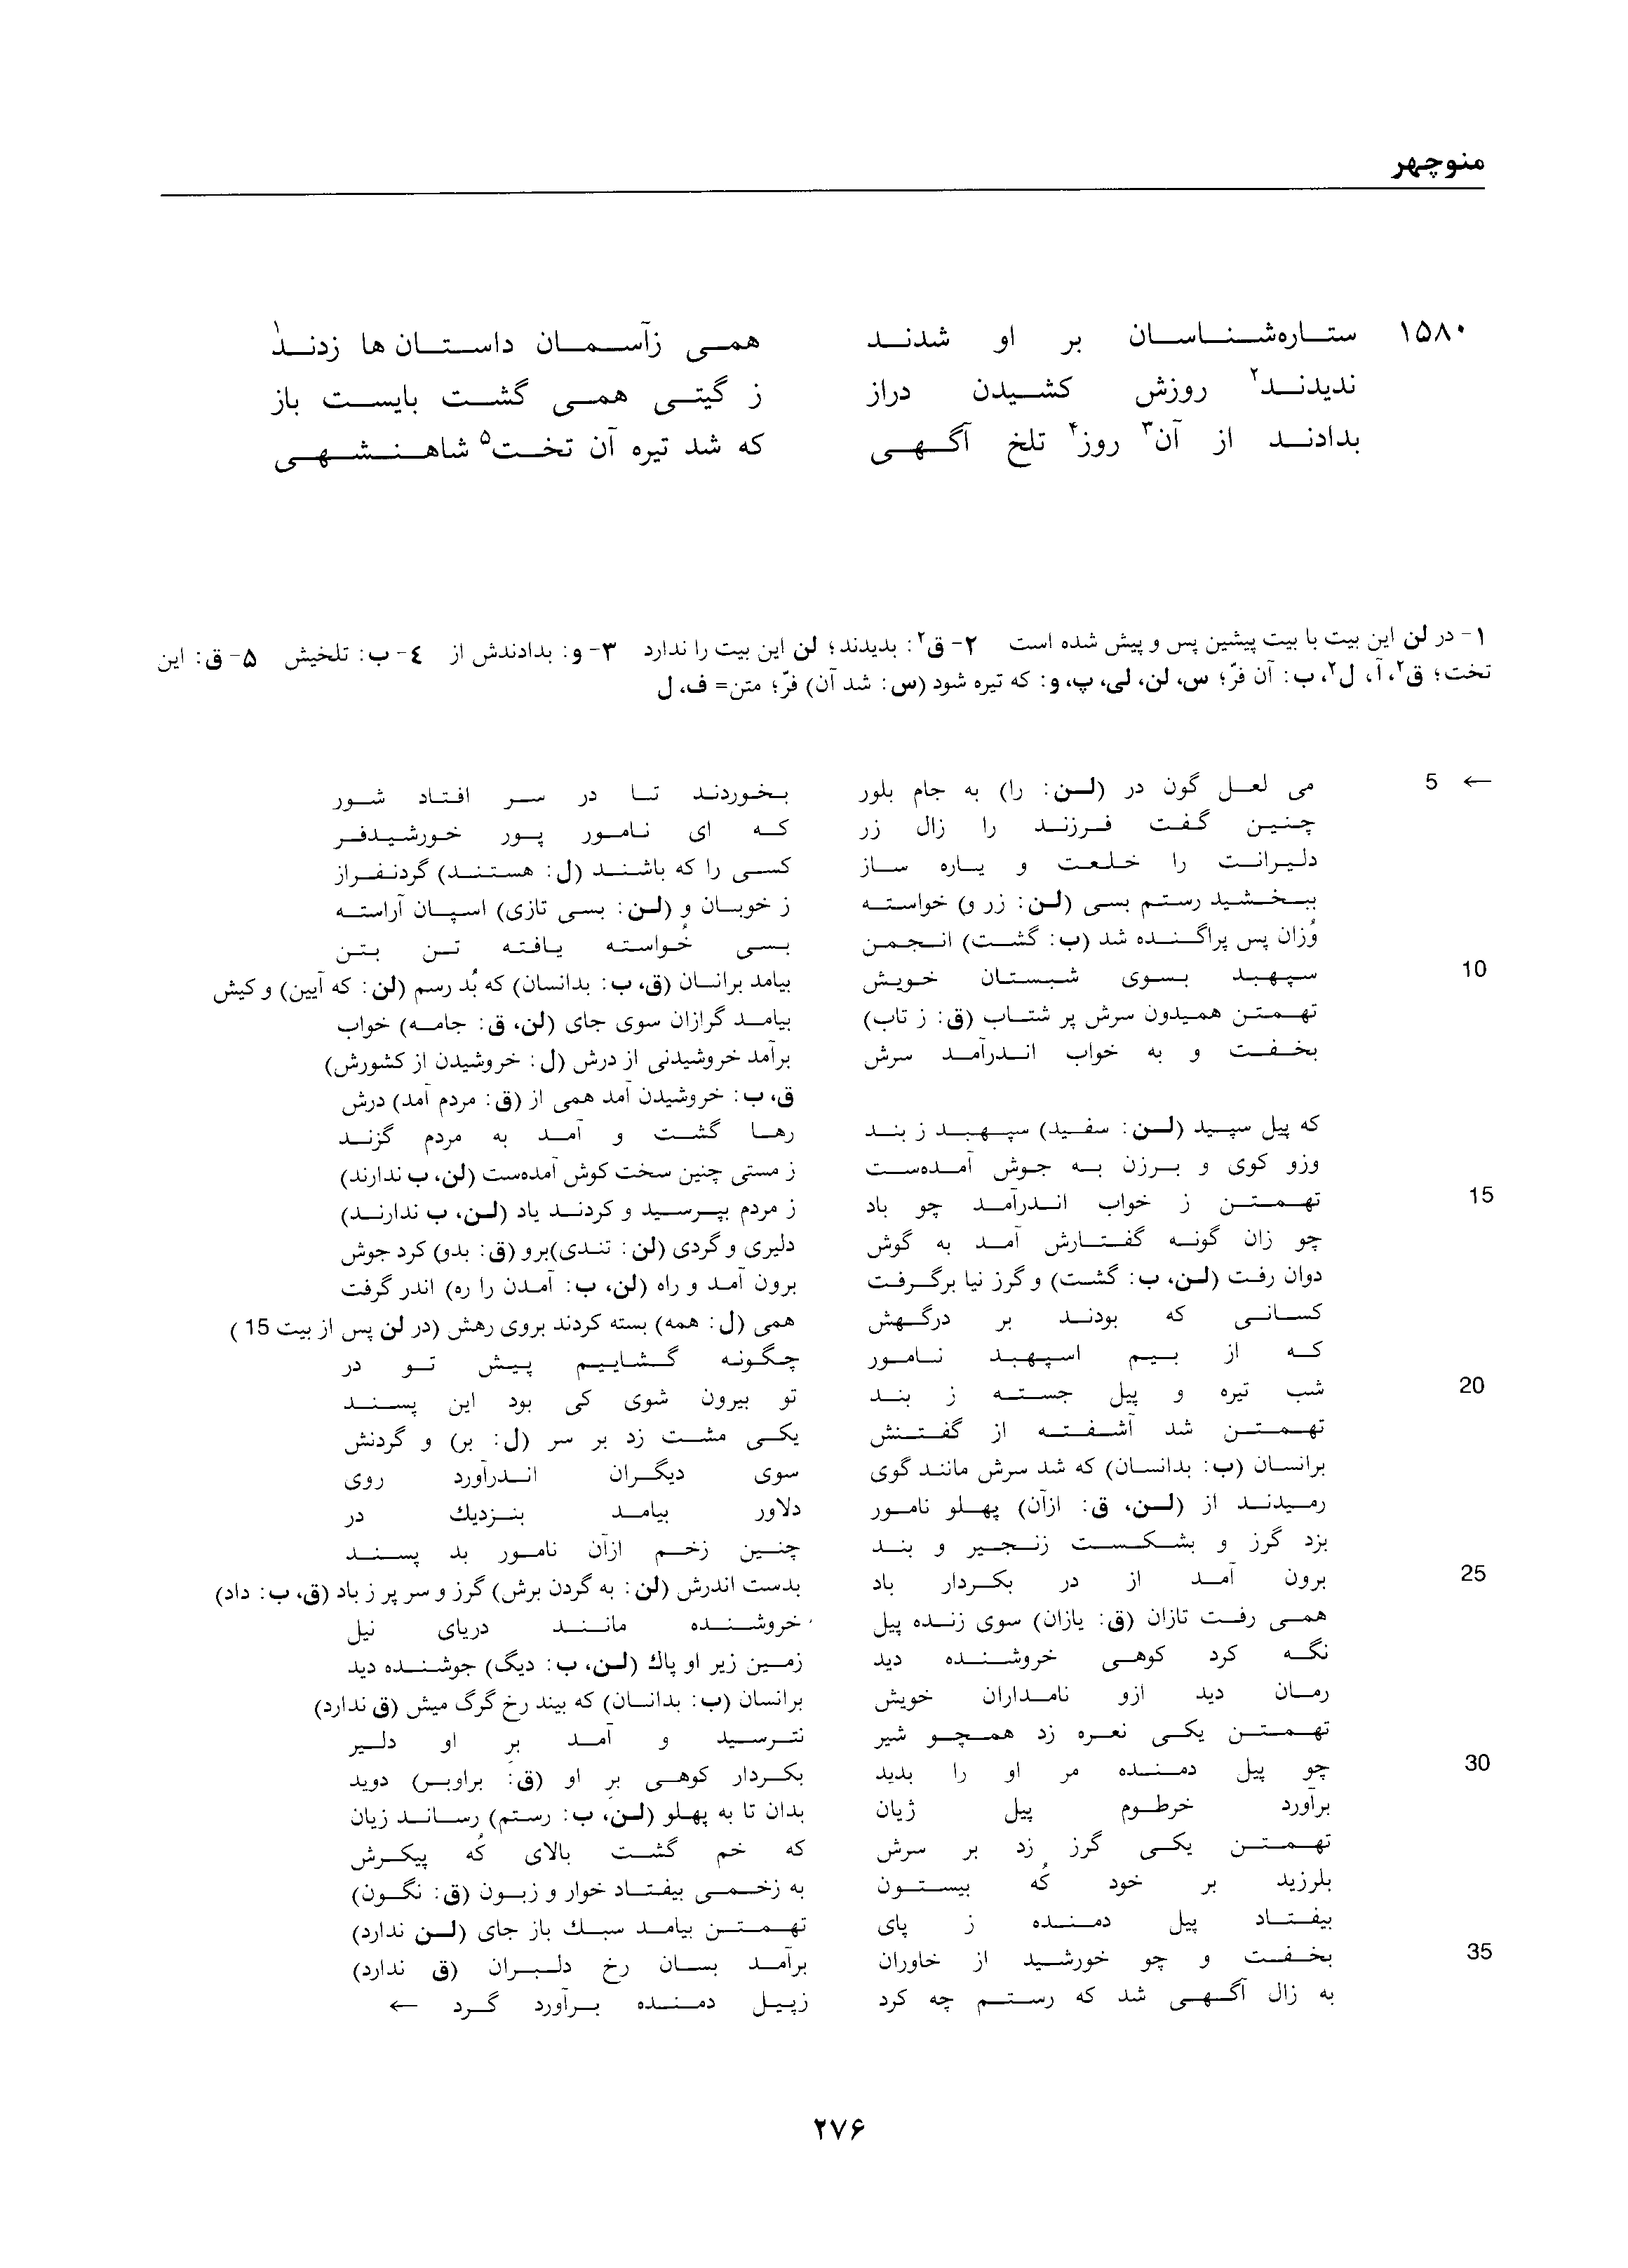 منوچهر
۱۵۸۰ ستاره‌شناسان بر او شدند همی زآسمان داستان‌ها زدند۱
ندیدند۲ روزش کشیدن دراز ز گیتی همی گشت بایست باز
بدادند از آن۳ روز۴ تلخ آگهی که شد تیره آن تخت۵ شاهنشهی
۱- در لن این بیت با بیت پیشین پس و پیش شده است ۲- ق۲: بدیدند؛ لن این بیت را ندارد ۳- و: بدادندش از ۴- ب: تلخیش ۵- ق: این
تخت؛ ق۲، آ، ل۲، ب: آن فرّ؛ س، لن، لی، پ، و: که تیره شود (س: شد آن) فرّ؛ متن= ف، ل
← 5 می لعل گون در (لن: را) به جام بلور بخوردند تا در سر افتاد شور
چنین گفت فرزند را زال زر که ای نامور پور خورشیدفر
دلیرانت را خلعت و یاره ساز کسی را که باشند (ل: هستند) گردنفراز
ببخشید رستم بسی (لن: زر و) خواسته ز خوبان و (لن: بسی تازی) اسپان آراسته
وُزان پس پراگنده شد (ب: گشت) انجمن بسی خُواسته یافته تن بتن
10 سپهبد بسوی شبستان خویش بیامد برانسان (ق، ب: بدانسان) که بُد رسم (لن: که آیین) و کیش
تهمتن همیدون سرش پر شتاب (ق: ز تاب) بیامد گرازان سوی جای (لن، ق: جامه) خواب
بخفت و به خواب اندرآمد سرش برآمد خروشیدنی از درش (ل: خروشیدن از کشورش)
ق، ب: خروشیدن آمد همی از (ق: مردم آمد) درش
که پیل سپید (لن: سفید) سپهبد ز بند رها گشت و آمد به مردم گزند
وزو کوی و برزن به جوش آمده‌ست ز مستی چنین سخت کوش آمده‌ست (لن، ب ندارند)
15 تهمتن ز خواب اندرآمد چو باد ز مردم بپرسید و کردند یاد (لن، ب ندارند)
چو زان گونه گفتارش آمد به گوش دلیری و گردی (لن: تندی)برو (ق: بدو) کرد جوش
دوان رفت (لن، ب: گشت) و گرز نیا برگرفت برون آمد و راه (لن، ب: آمدن را ره) اندر گرفت
کسانی که بودند بر درگهش همی (ل: همه) بسته کردند بروی رهش (در لن پس از بیت 15 )
که از بیم اسپهبد نامور چگونه گشاییم پیش تو در
20 شب تیره و پیل جسته ز بند تو بیرون شوی کی بود این پسند
تهمتن شد آشفته از گفتنش یکی مشت زد بر سر (ل: بر) و گردنش
برانسان (ب: بدانسان) که شد سرش مانند گوی سوی دیگران اندرآورد روی
رمیدند از (لن، ق: ازآن) پهلو نامور دلاور بیامد بنزدیك در
بزد گرز و بشکست زنجیر و بند چنین زخم ازآن نامور بد پسند
25 برون آمد از در بکردار باد بدست اندرش (لن: به گردن برش) گرز و سر پر ز باد (ق، ب: داد)
همی رفت تازان (ق: یازان) سوی زنده پیل خروشنده مانند دریای نیل
نگه کرد کوهی خروشنده دید زمین زیر او پاك (لن، ب: دیگ) جوشنده دید
رمان دید ازو نامداران خویش برانسان (ب: بدانسان) که بیند رخ گرگ میش (ق ندارد)
تهمتن یکی نعره زد همچو شیر نترسید و آمد بر او دلیر
30 چو پیل دمنده مر او را بدید بکردار کوهی بر او (ق: براوبر) دوید
برآورد خرطوم پیل ژیان بدان تا به پهلو (لن، ب: رستم) رساند زیان
تهمتن یکی گرز زد بر سرش که خم گشت بالای کُه پیکرش
بلرزید بر خود کُه بیستون به زخمی بیفتاد خوار و زبون (ق: نگون)
بیفتاد پیل دمنده ز پای تهمتن بیامد سبك باز جای (لن ندارد)
35 بخفت و چو خورشید از خاوران برآمد بسان رخ دلبران (ق ندارد)
به زال آگهی شد که رستم چه کرد زپیل دمنده برآورد گرد ←
۲۷۶